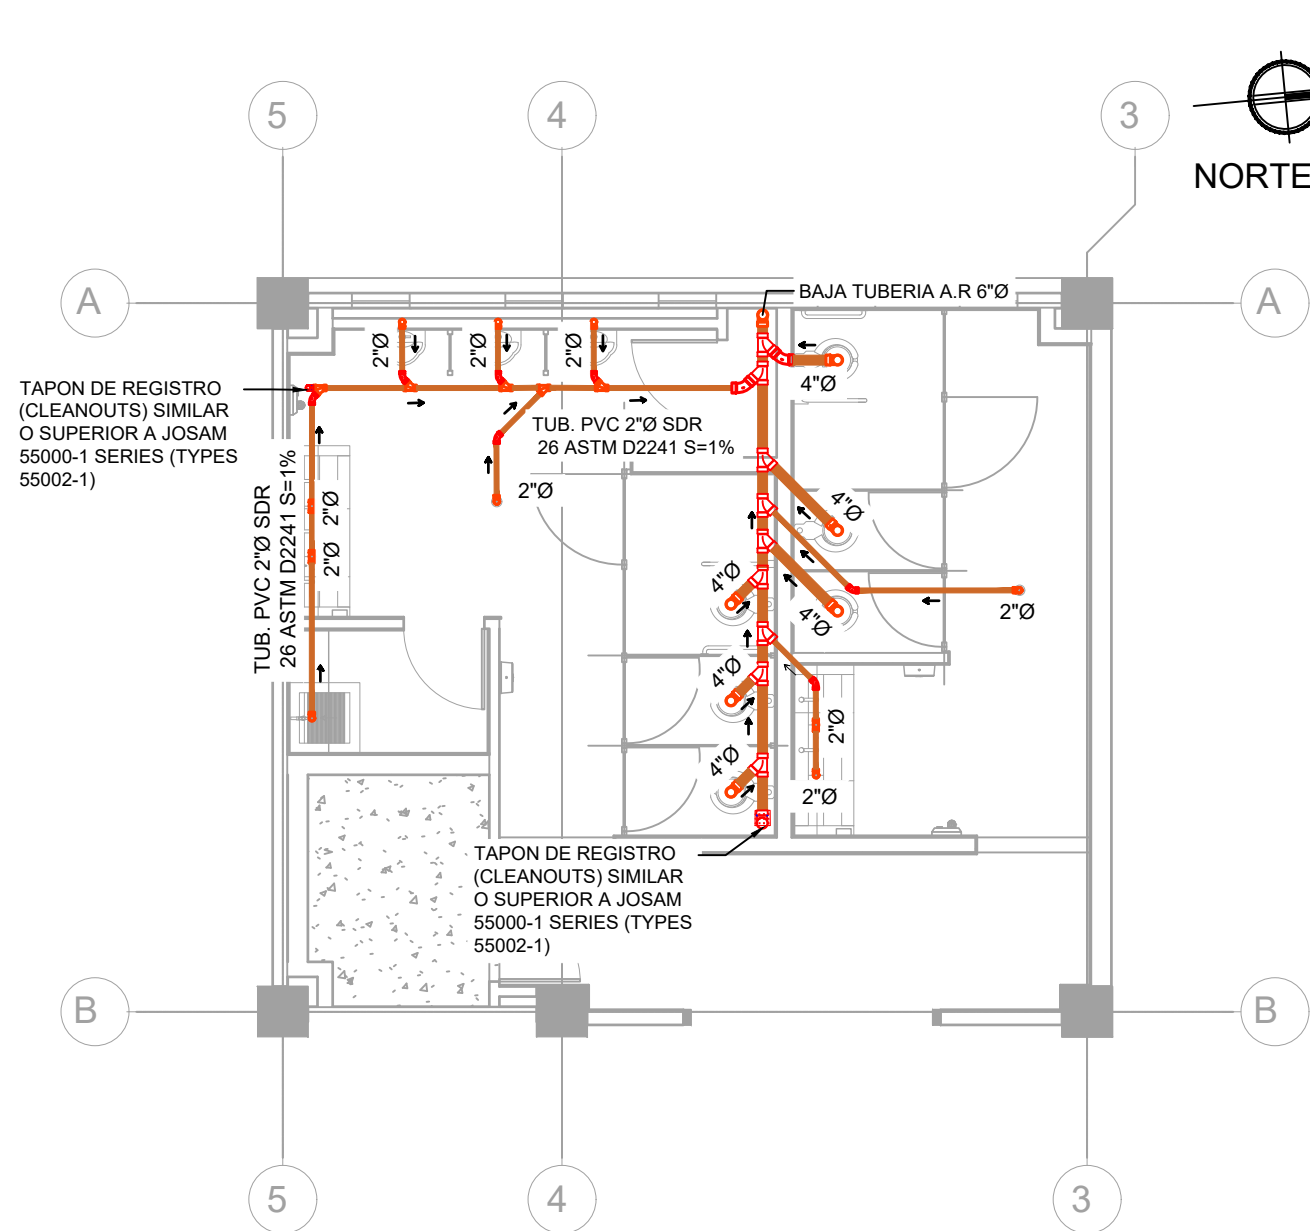 5
4
3
NORTE
A
BAJA TUBERIA A.R 6"Ø
A
2"Ø
2"Ø
2"Ø
4"Ø
TAPON DE REGISTRO
(CLEANOUTS) SIMILAR
O SUPERIOR A JOSAM
55000-1 SERIES (TYPES
55002-1)
TUB. PVC 2"Ø SDR
26 ASTM D2241 S=1%
TUB. PVC 2"Ø SDR
26 ASTM D2241 S=1%
2"Ø
2"Ø
2"Ø
4"Ø
4"Ø
4"Ø
2"Ø
4"Ø
2"Ø
4"Ø
2"Ø
TAPON DE REGISTRO
(CLEANOUTS) SIMILAR
O SUPERIOR A JOSAM
55000-1 SERIES (TYPES
55002-1)
B
B
5
4
3